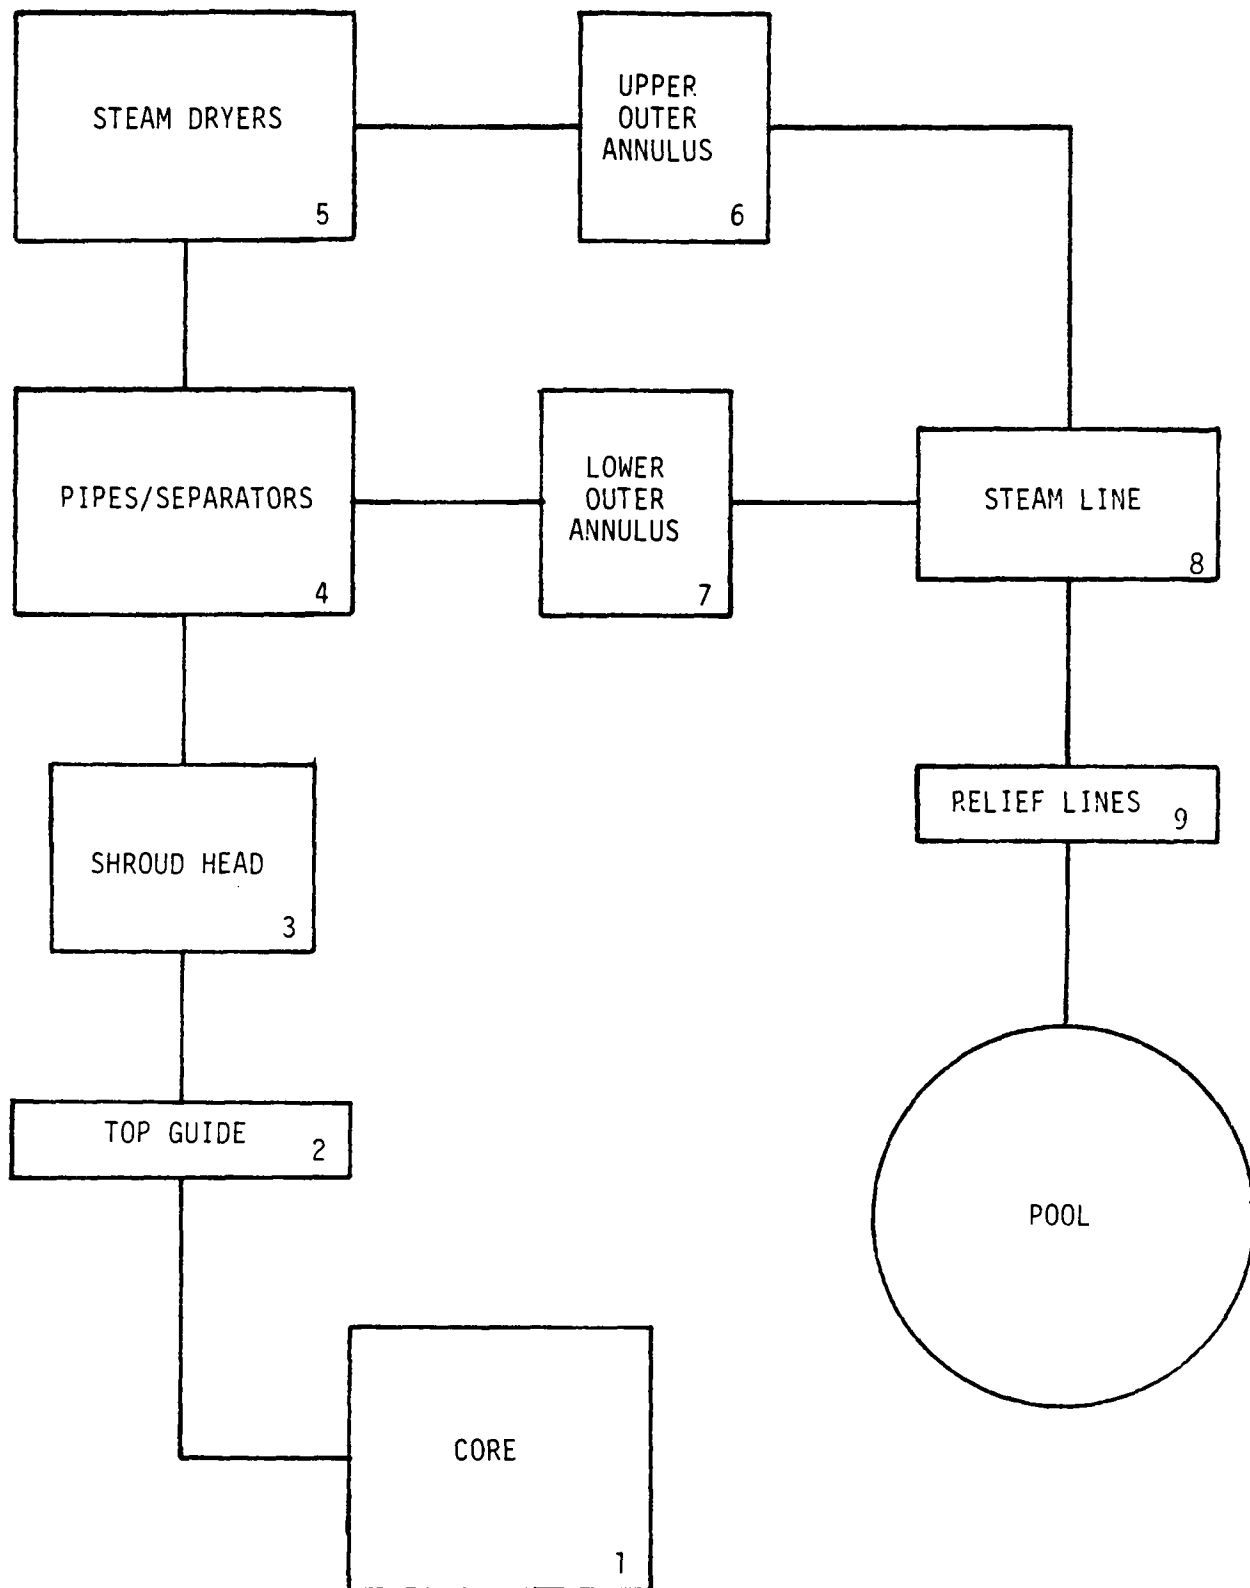 STEAM DRYERS
5
UPPER
OUTER
ANNULUS
6
PIPES/SEPARATORS
4
LOWER
OUTER
ANNULUS
7
STEAM LINE
8
SHROUD HEAD
3
RELIEF LINES
9
TOP GUIDE
2
POOL
CORE
1